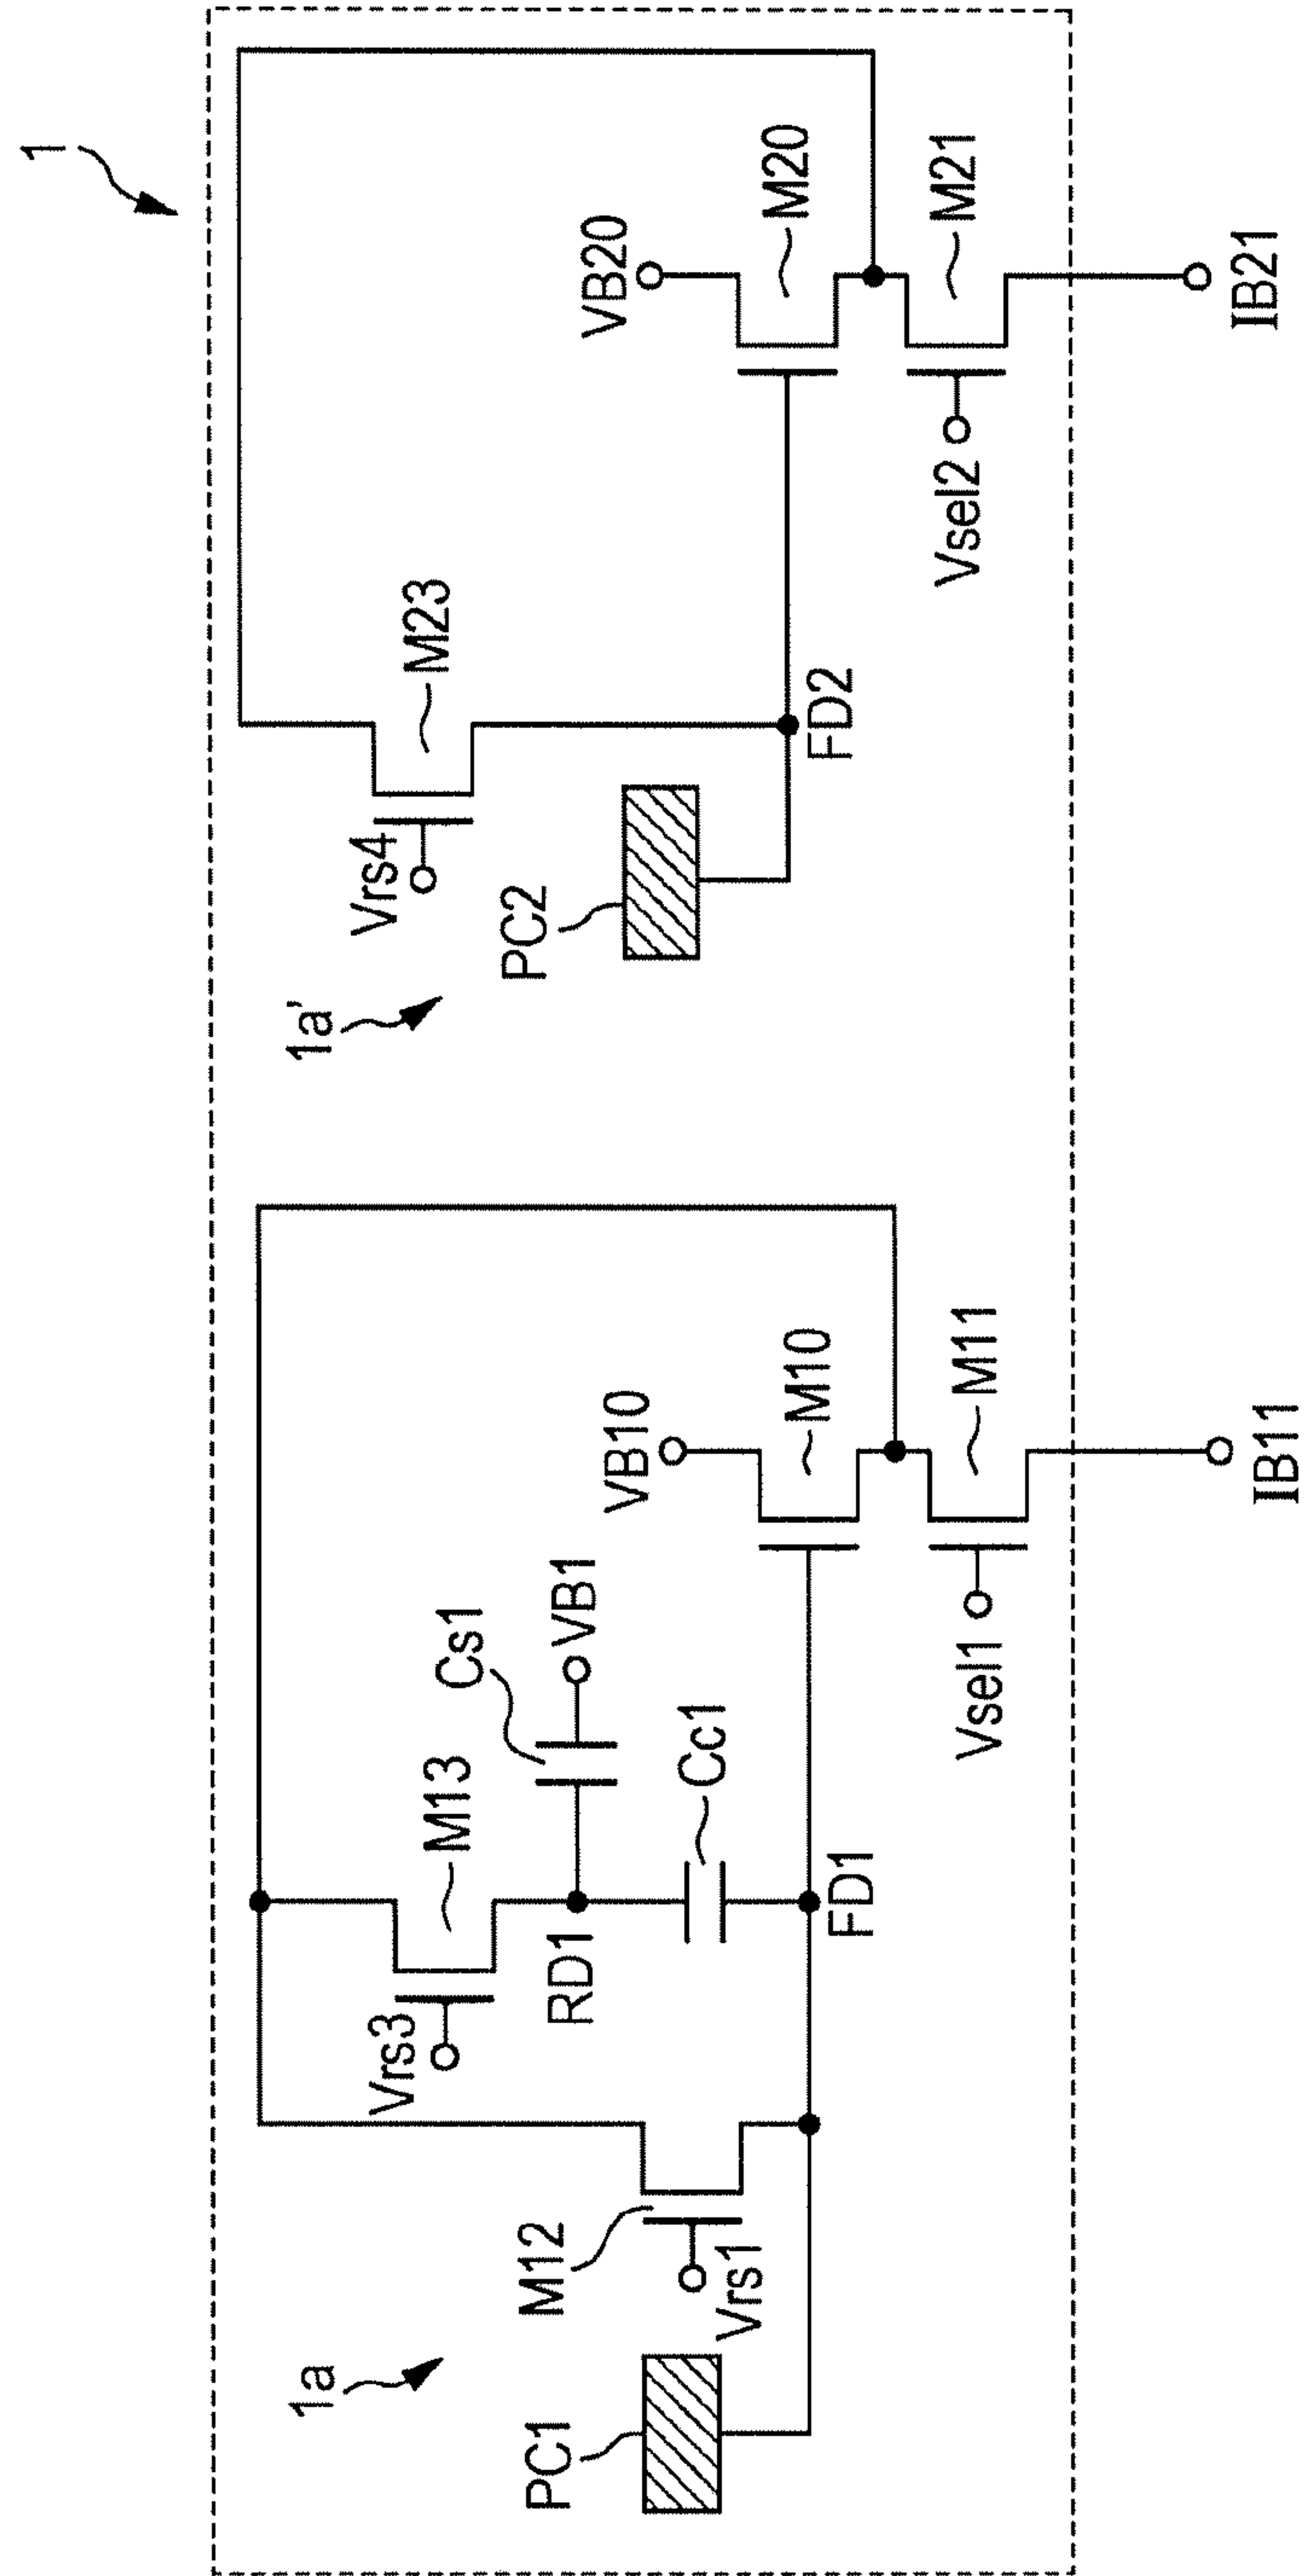 1
1a
PC1
M12
Vrs1
Vrs3
M13
RD1
Cs1
VB1
Cc1
FD1
VB10
M10
M11
Vsel1
IB11
1a'
PC2
Vrs4
M23
FD2
VB20
M20
M21
Vsel2
IB21